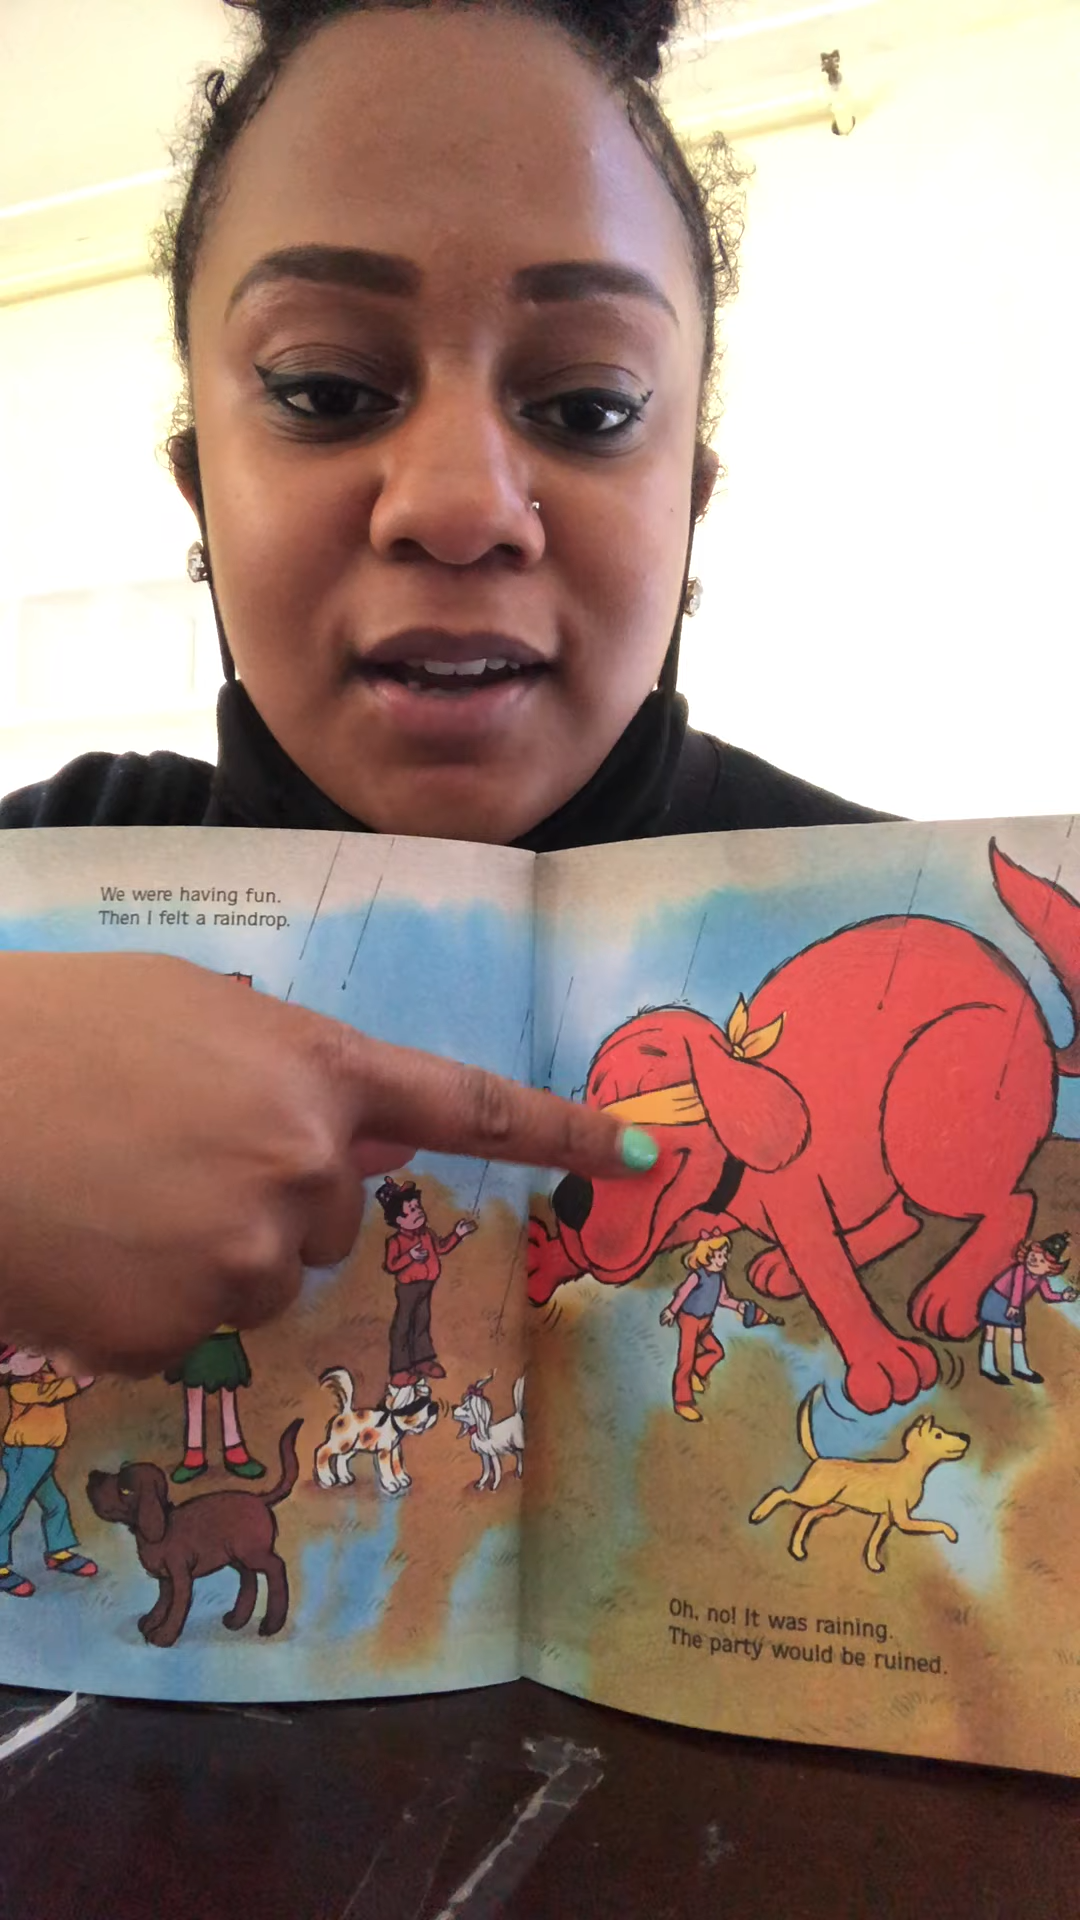 We were having fun.
Then I felt a raindrop.
Oh, no! It was raining.
The party would be ruined.